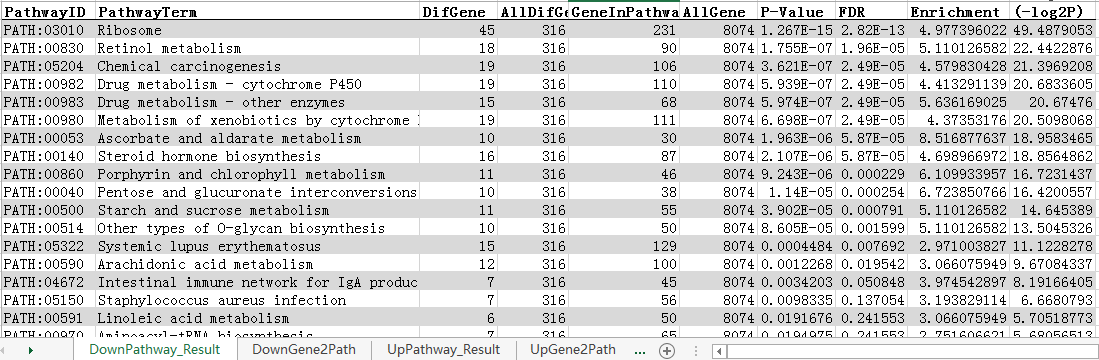 PathwayID PathwayTerm DifGene AllDifGe GeneInPathwa AllGene P-Value FDR Enrichment (-log2P)
PATH:03010 Ribosome 45 316 231 8074 1.267E-15 2.82E-13 4.977396022 49.4879053
PATH:00830 Retinol metabolism 18 316 90 8074 1.755E-07 1.96E-05 5.110126582 22.4422876
PATH:05204 Chemical carcinogenesis 19 316 106 8074 3.621E-07 2.49E-05 4.579830428 21.3969208
PATH:00982 Drug metabolism - cytochrome P450 19 316 110 8074 5.939E-07 2.49E-05 4.413291139 20.6833605
PATH:00983 Drug metabolism - other enzymes 15 316 68 8074 5.974E-07 2.49E-05 5.636169025 20.67476
PATH:00980 Metabolism of xenobiotics by cytochrome 19 316 111 8074 6.698E-07 2.49E-05 4.37353176 20.5098068
PATH:00053 Ascorbate and aldarate metabolism 10 316 30 8074 1.963E-06 5.87E-05 8.516877637 18.9583465
PATH:00140 Steroid hormone biosynthesis 16 316 87 8074 2.107E-06 5.87E-05 4.698966972 18.8564862
PATH:00860 Porphyrin and chlorophyll metabolism 11 316 46 8074 9.243E-06 0.000229 6.109933957 16.7231437
PATH:00040 Pentose and glucuronate interconversions 10 316 38 8074 1.14E-05 0.000254 6.723850766 16.4200557
PATH:00500 Starch and sucrose metabolism 11 316 55 8074 3.902E-05 0.000791 5.110126582 14.645389
PATH:00514 Other types of O-glycan biosynthesis 10 316 50 8074 8.605E-05 0.001599 5.110126582 13.5045326
PATH:05322 Systemic lupus erythematosus 15 316 129 8074 0.0004484 0.007692 2.971003827 11.1228278
PATH:00590 Arachidonic acid metabolism 12 316 100 8074 0.0012268 0.019542 3.066075949 9.67084337
PATH:04672 Intestinal immune network for IgA produc 7 316 45 8074 0.0034203 0.050848 3.974542897 8.19166405
PATH:05150 Staphylococcus aureus infection 7 316 56 8074 0.0098335 0.137054 3.193829114 6.6680793
PATH:00591 Linoleic acid metabolism 6 316 50 8074 0.0191676 0.241553 3.066075949 5.70518773
PATH:00970 Aminoacyl-tRNA biosynthesis 7 316 65 8074 0.0194975 0.241553 2.751606621 5.68056513
DownPathway_Result DownGene2Path UpPathway_Result UpGene2Path ...